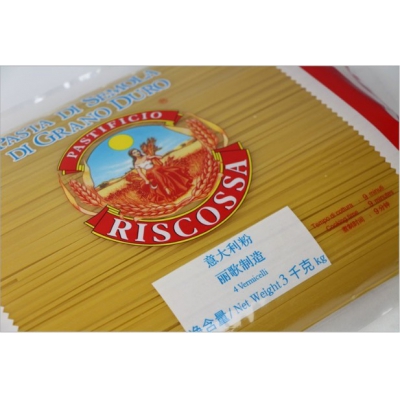 PASTA DI SEMOLA
DI GRANO DURO
PASTIFICIO
RISCOSSA
意大利粉
丽歌制造
4 Vermicelli
净含量/Net Weight 3 千克 kg